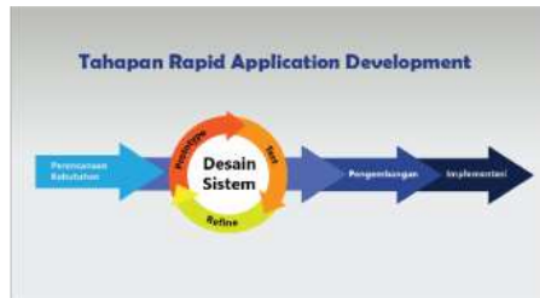 Tahapan Rapid Application Development
Perencanaan
Kebutuhan
Prototype
Desain
Sistem
Test
Refine
Pengembangan
Implementasi